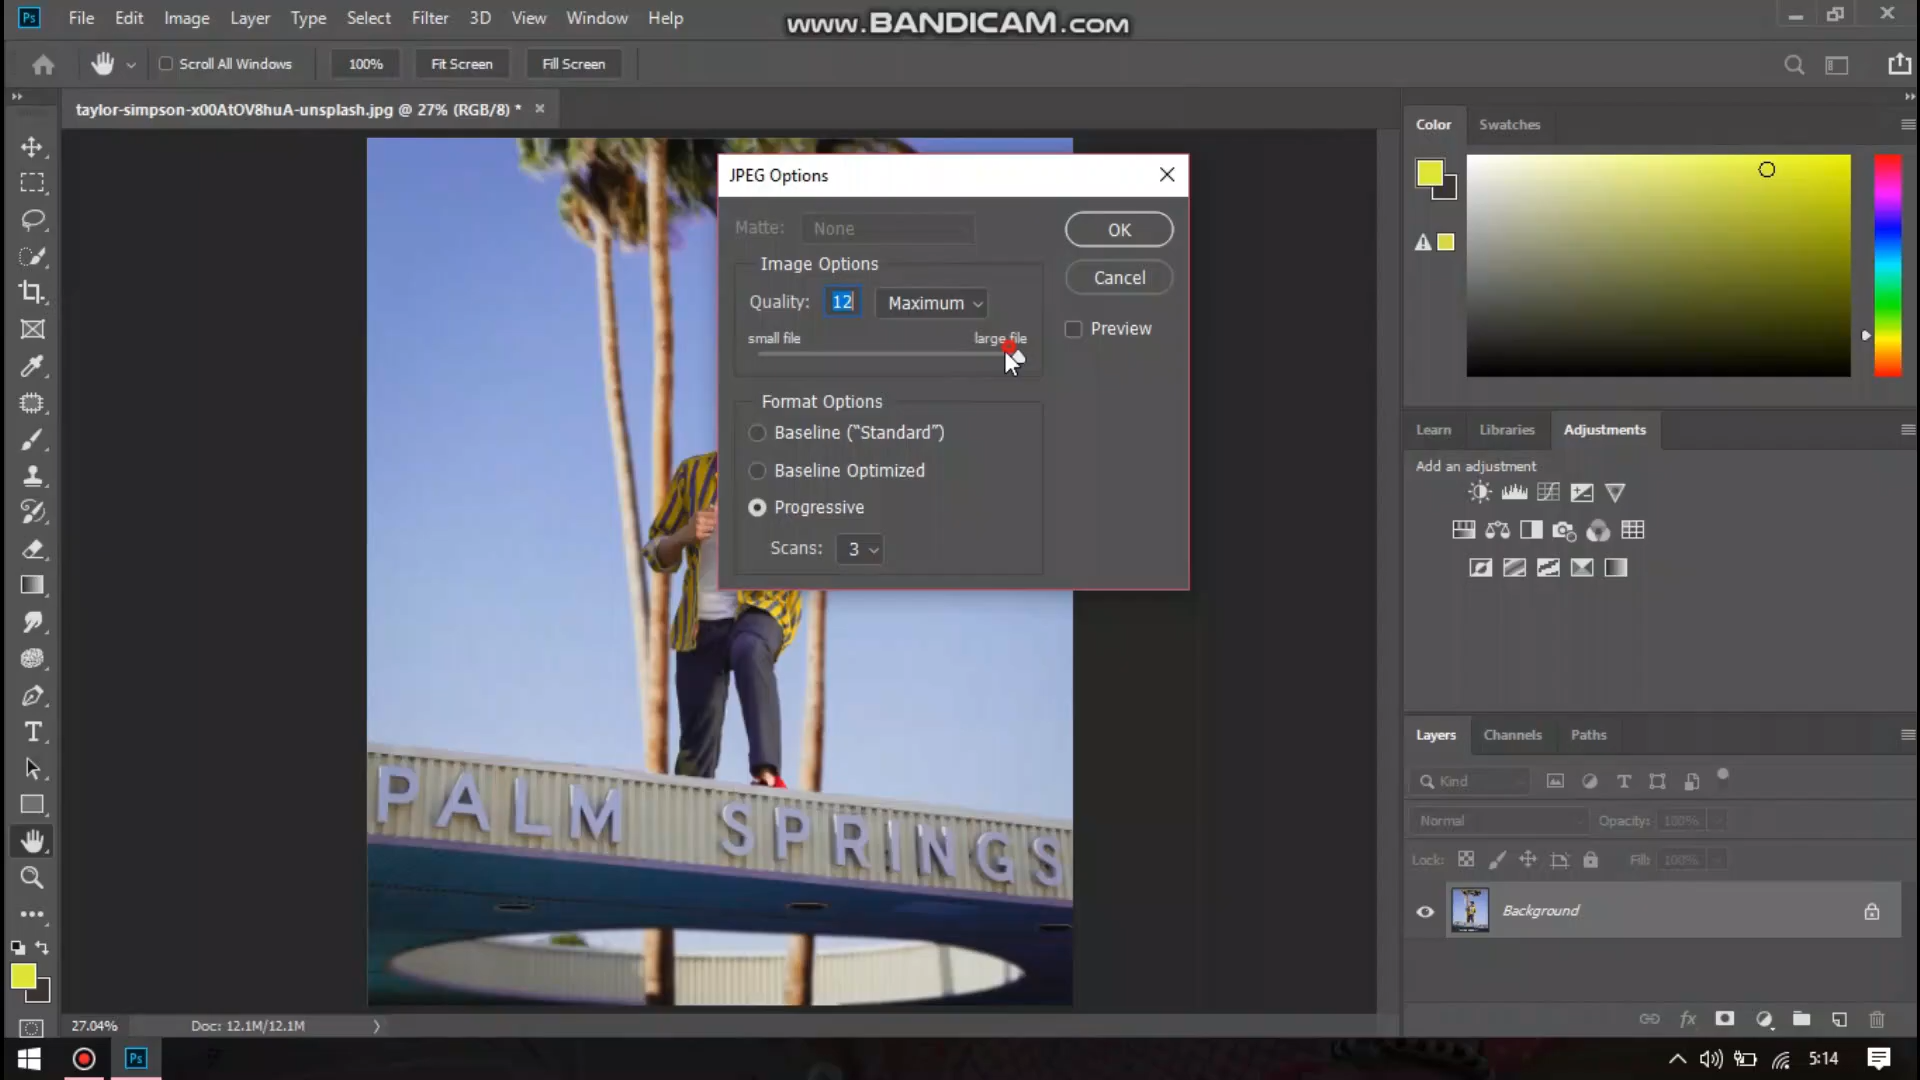 Ps File Edit Image Layer Type Select Filter 3D View Window Help
www.BANDICAM.com
Scroll All Windows 100% Fit Screen Fill Screen
taylor-simpson-x00AtOV8huA-unsplash.jpg @ 27% (RGB/8) *
JPEG Options
Matte: None
OK
Image Options
Cancel
Quality: 12 Maximum
Preview
small file large file
Format Options
Baseline (“Standard”)
Baseline Optimized
Progressive
Scans: 3
PALM SPRINGS
Color Swatches
Learn Libraries Adjustments
Add an adjustment
Layers Channels Paths
Kind
Normal Opacity: 100%
Lock: Fill: 100%
Background
fx
27.04% Doc: 12.1M/12.1M
Ps
5:14